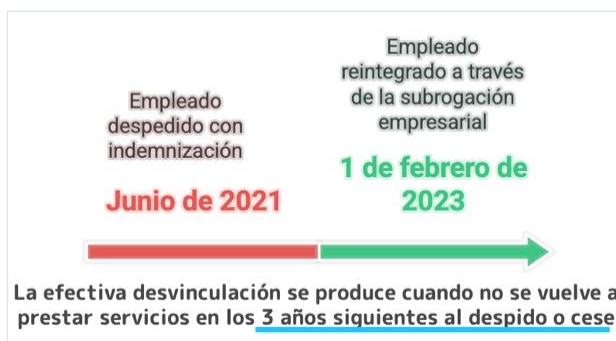 Empleado
despedido con
indemnización
Junio de 2021
Empleado
reintegrado a través
de la subrogación
empresarial
1 de febrero de
2023
La efectiva desvinculación se produce cuando no se vuelve a
prestar servicios en los 3 años siguientes al despido o cese